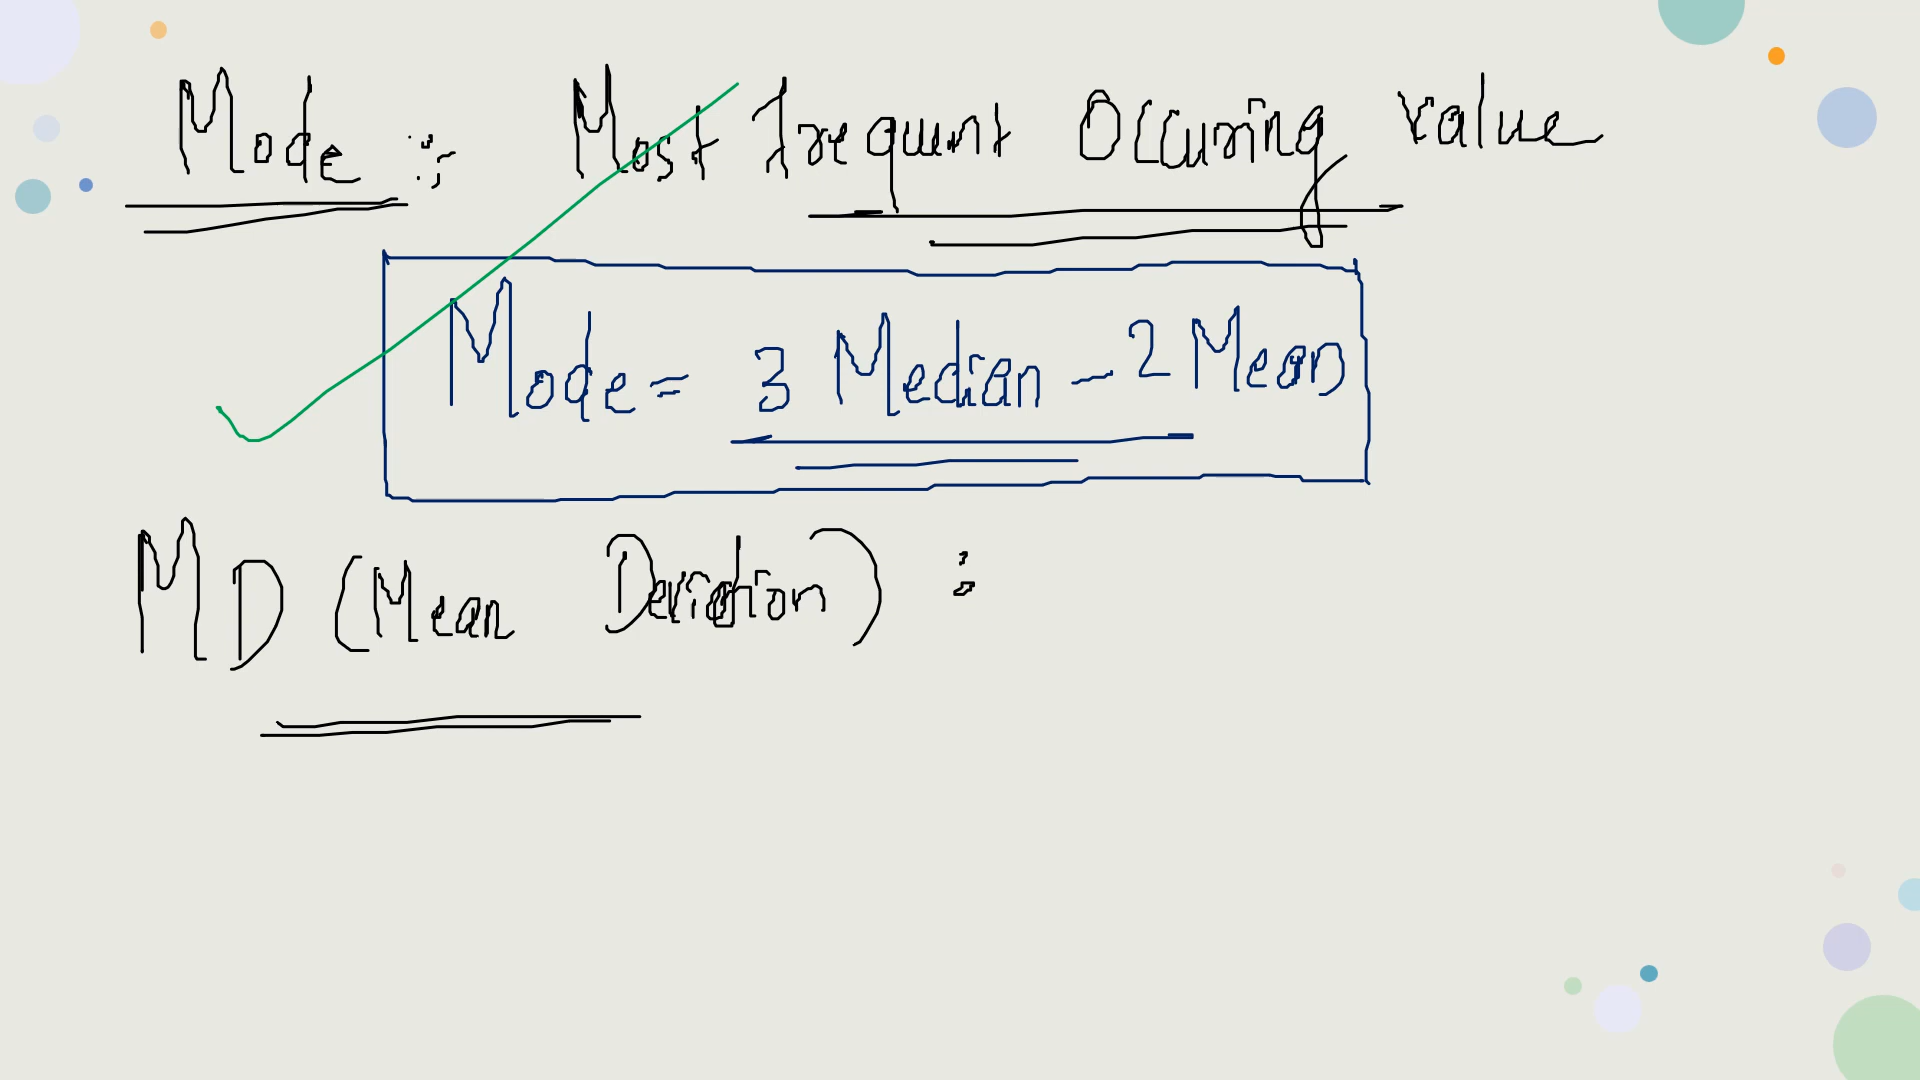 Mode :- Most frequent Occuring value
Mode = 3 Median - 2 Mean
MD (Mean Deviation) :